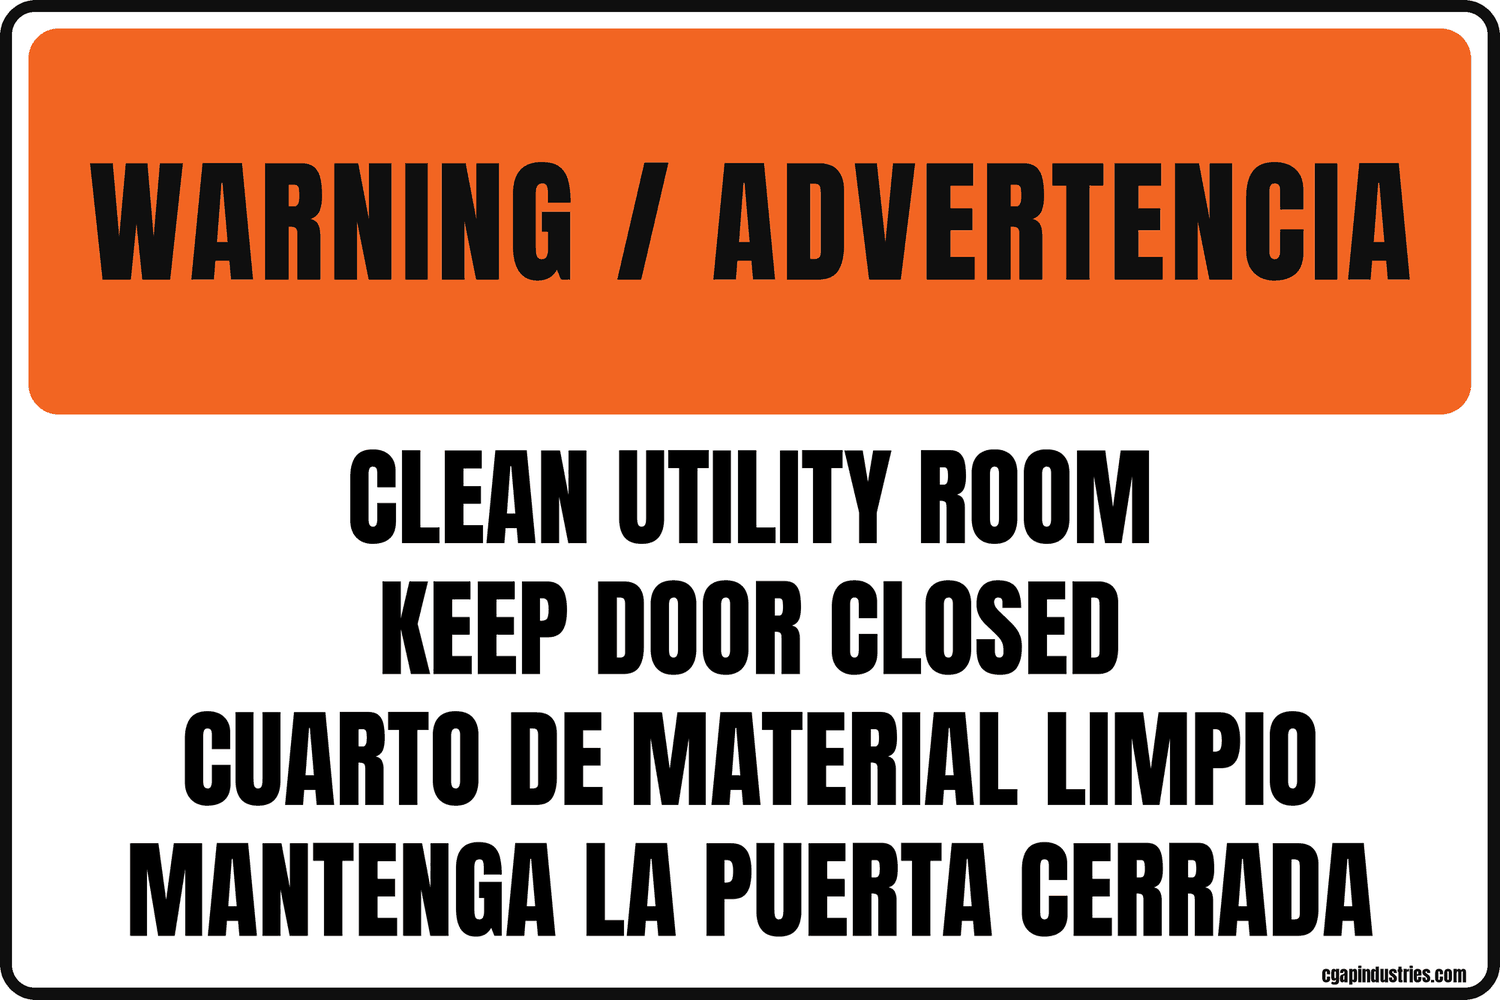 WARNING / ADVERTENCIA
CLEAN UTILITY ROOM
KEEP DOOR CLOSED
CUARTO DE MATERIAL LIMPIO
MANTENGA LA PUERTA CERRADA
cgapindustries.com